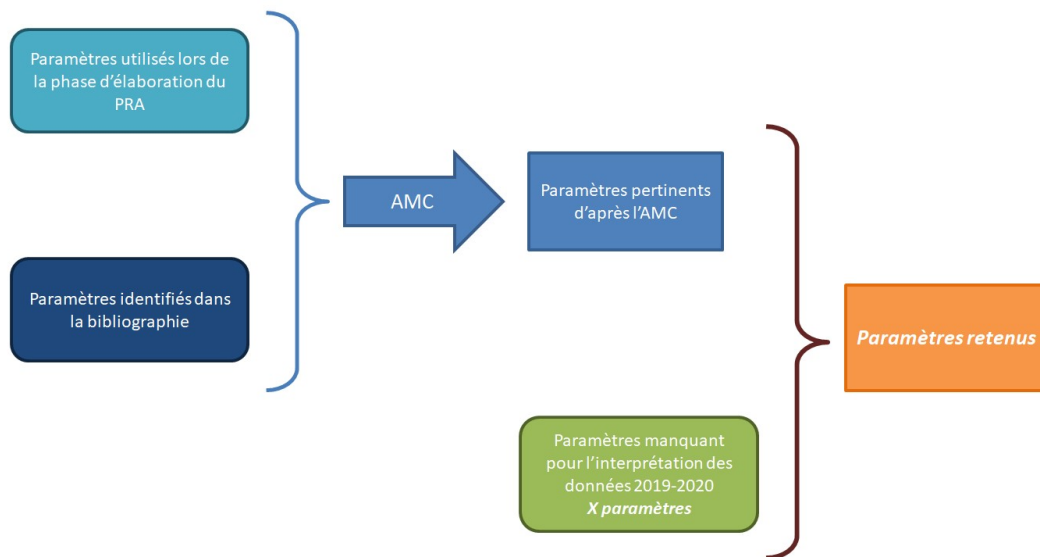 Paramètres utilisés lors de
la phase d'élaboration du
PRA
Paramètres identifiés dans
la bibliographie
AMC
Paramètres pertinents
d'après l'AMC
Paramètres manquant
pour l'interprétation des
données 2019-2020
X paramètres
Paramètres retenus